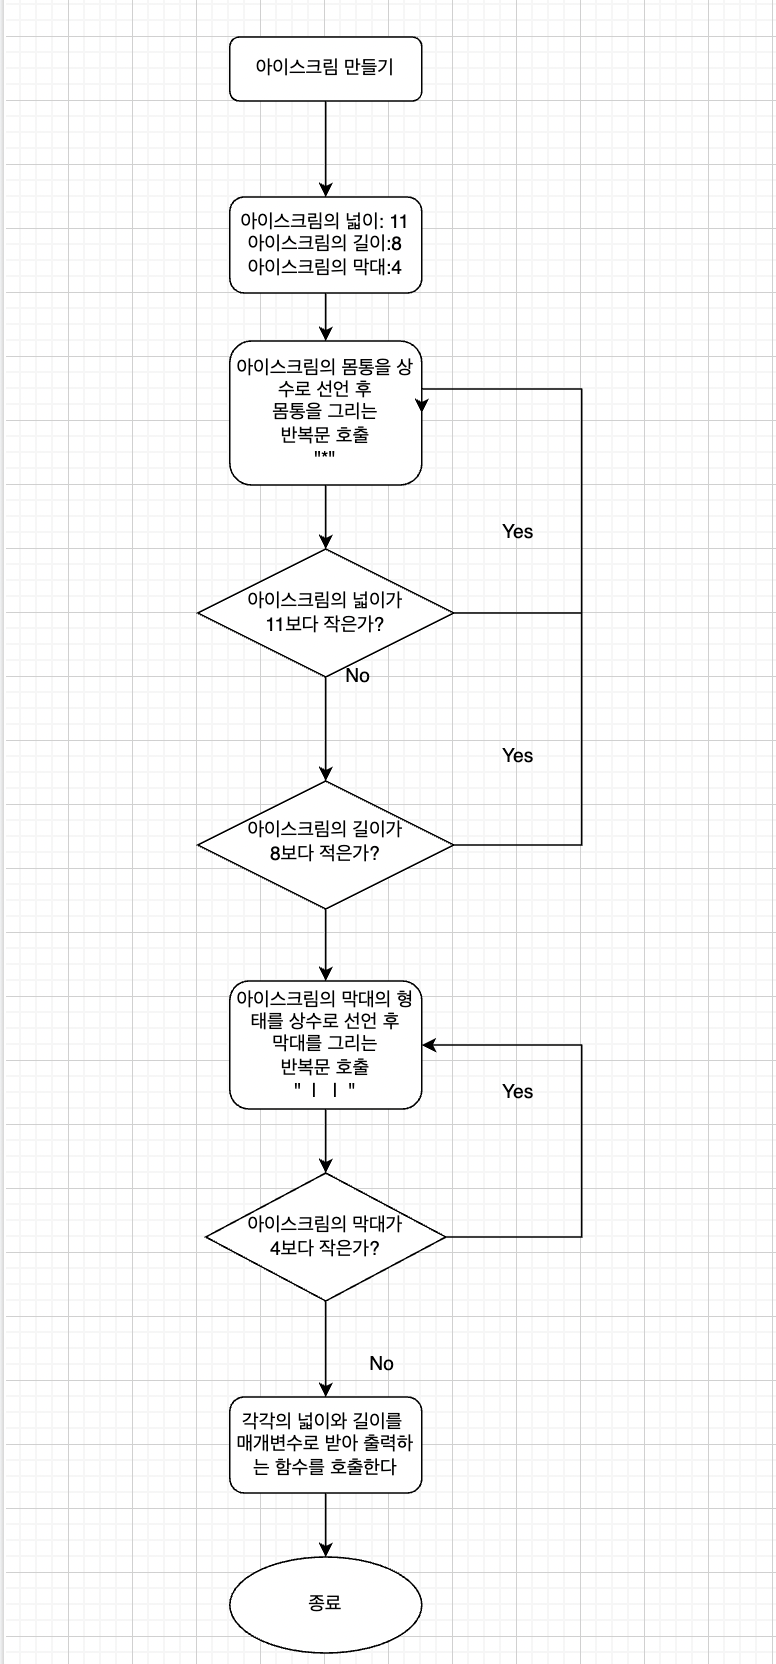 아이스크림 만들기
아이스크림의 넓이: 11
아이스크림의 길이:8
아이스크림의 막대:4
아이스크림의 몸통을 상
수로 선언 후
몸통을 그리는
반복문 호출
"*"
Yes
아이스크림의 넓이가
11보다 작은가?
No
Yes
아이스크림의 길이가
8보다 적은가?
아이스크림의 막대의 형
태를 상수로 선언 후
막대를 그리는
반복문 호출
" ㅣ ㅣ "
Yes
아이스크림의 막대가
4보다 작은가?
No
각각의 넓이와 길이를
매개변수로 받아 출력하
는 함수를 호출한다
종료